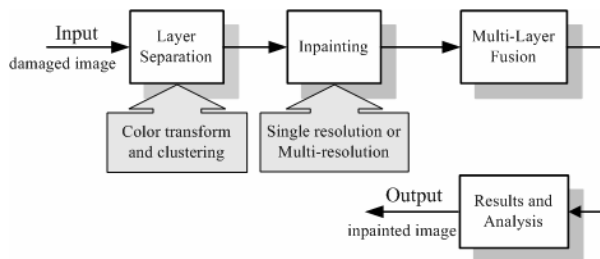 Input
damaged image
Layer
Separation
Inpainting
Multi-Layer
Fusion
Color transform
and clustering
Single resolution or
Multi-resolution
Output
inpainted image
Results and
Analysis